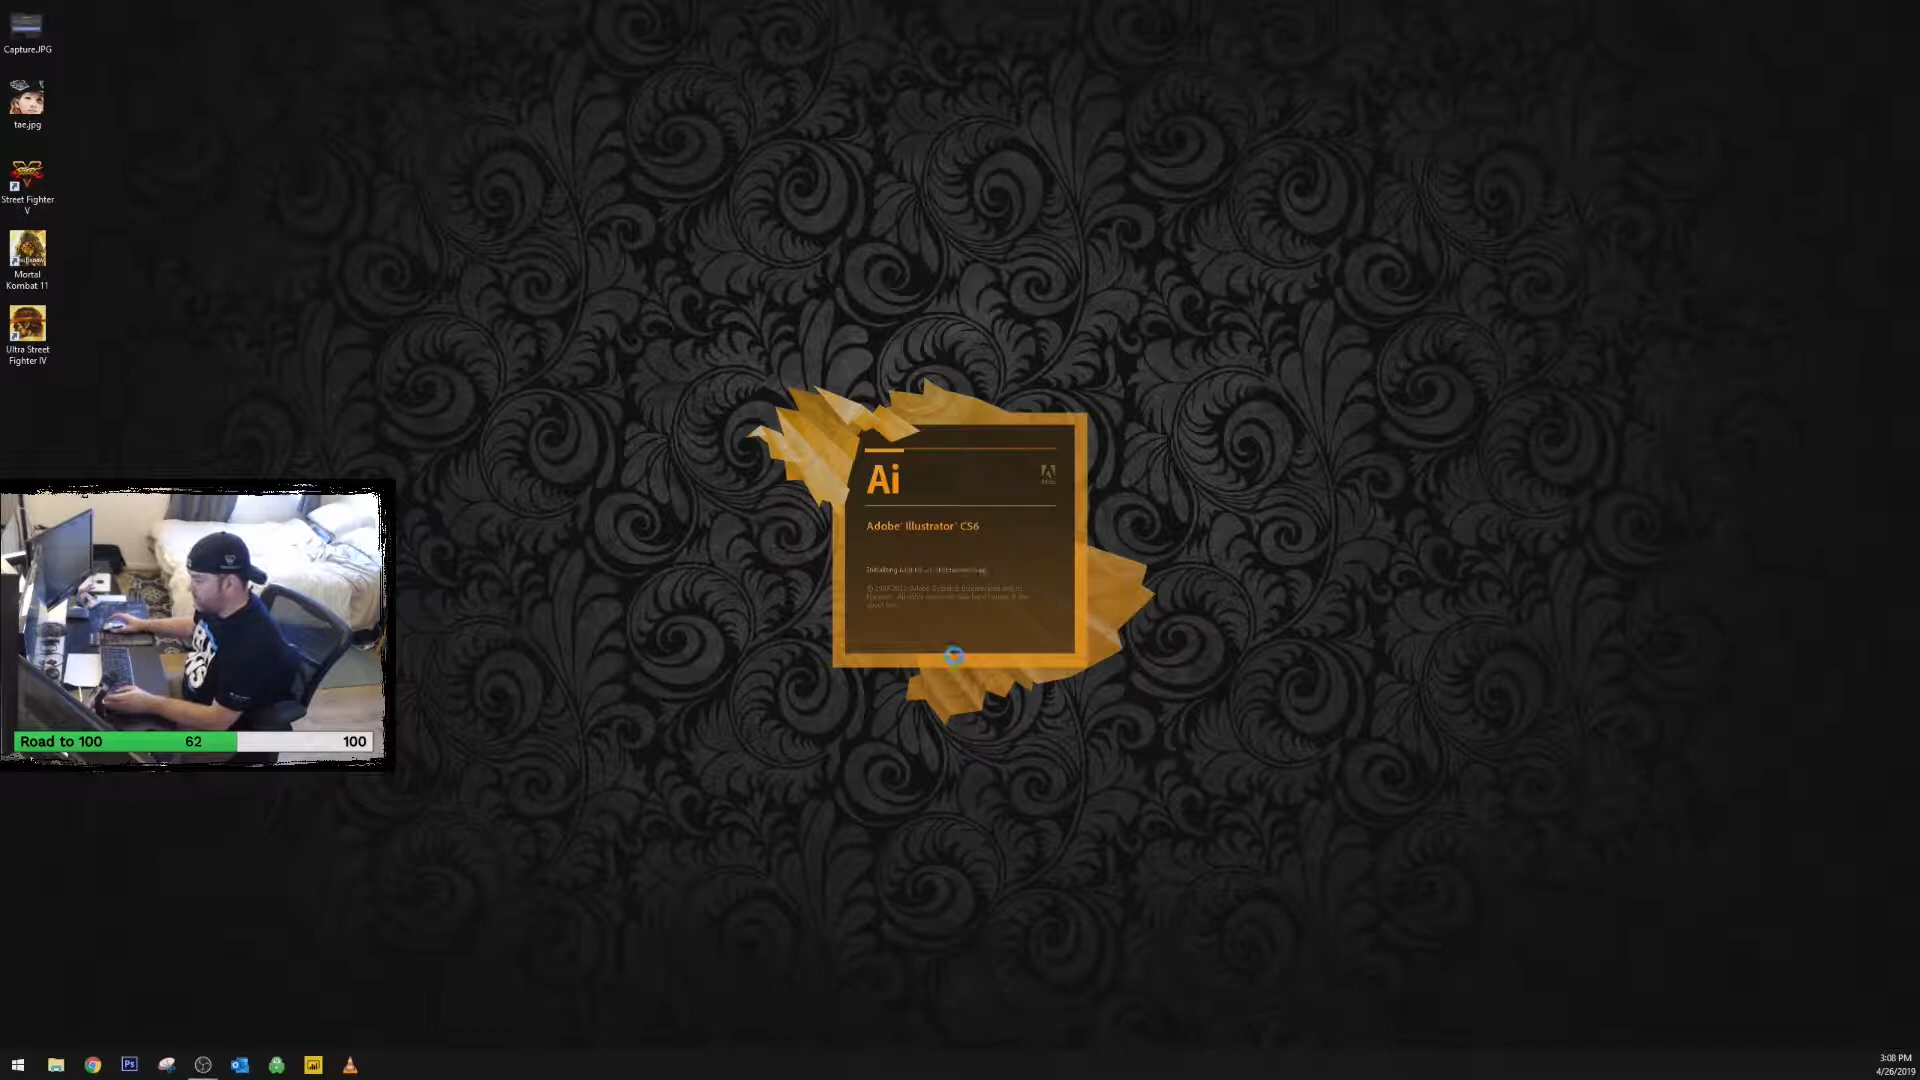 Capture.JPG
tae.jpg
Street Fighter
V
Mortal
Kombat 11
Ultra Street
Fighter IV
Ai
Adobe® Illustrator® CS6
Road to 100 62 100
Ps
3:08 PM
4/26/2019